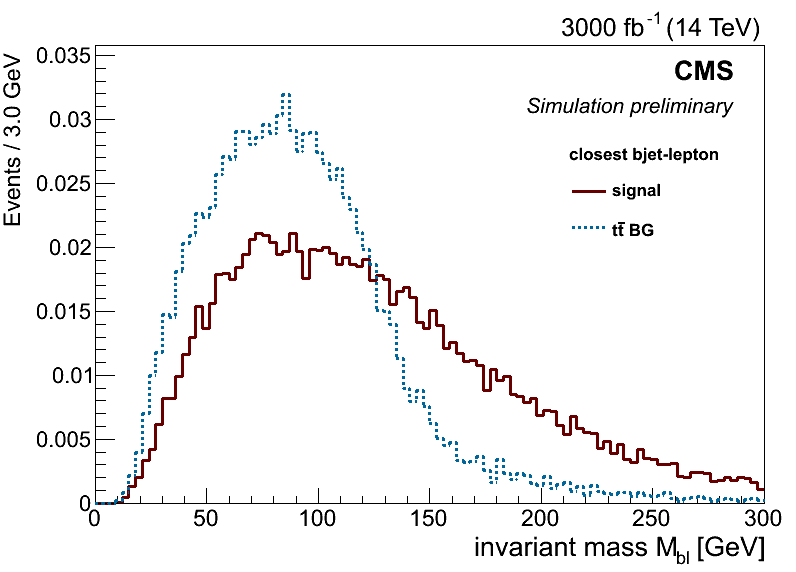 3000 fb⁻¹ (14 TeV)
CMS
Simulation preliminary
closest bjet-lepton
signal
tt̄ BG
Events / 3.0 GeV
0.035
0.03
0.025
0.02
0.015
0.01
0.005
0
0 50 100 150 200 250 300
invariant mass M_bl [GeV]